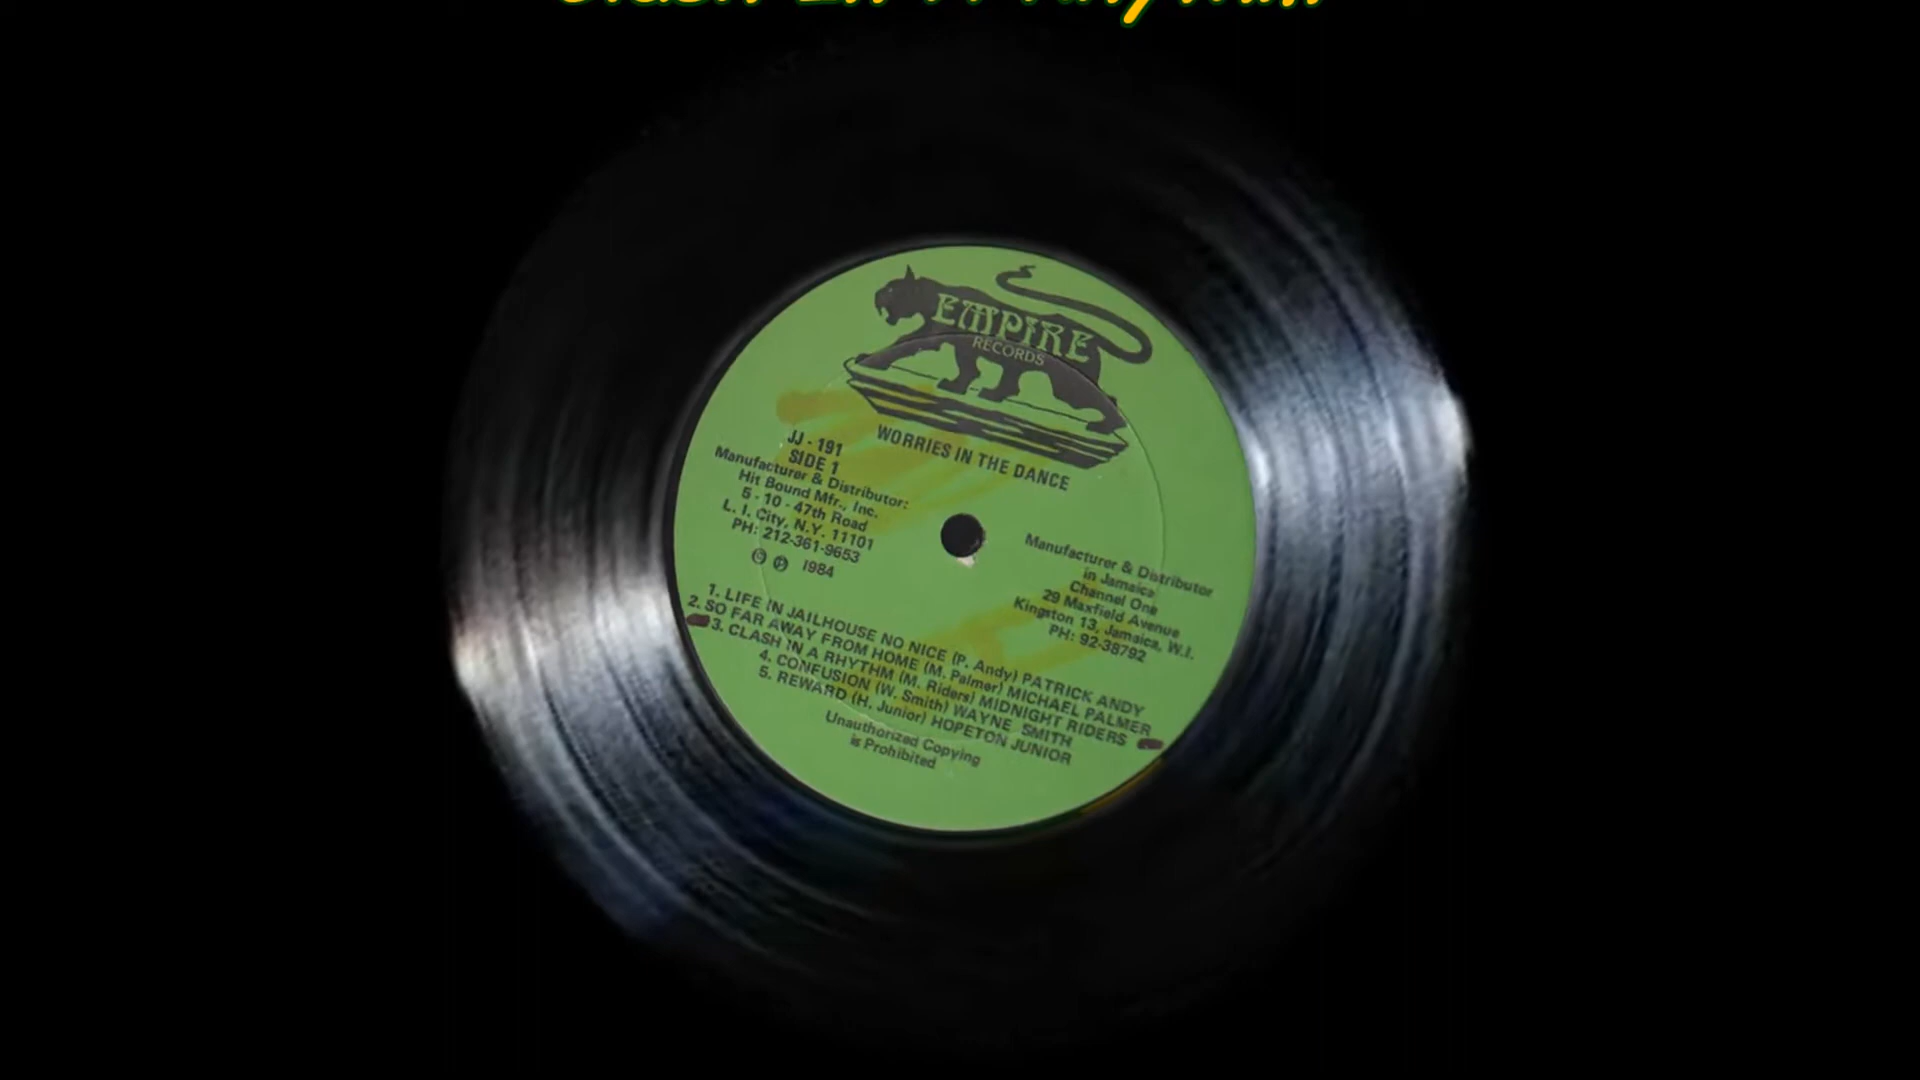 Clash In A Rhythm
EMPIRE
RECORDS
WORRIES IN THE DANCE
JJ - 191
SIDE 1
Manufacturer & Distributor:
Hit Bound Mfr., Inc.
5 - 10 - 47th Road
L. I. City, N.Y. 11101
PH: 212-361-9653
© ℗ 1984
Manufacturer & Distributor
in Jamaica
Channel One
29 Maxfield Avenue
Kingston 13, Jamaica, W.I.
PH: 92-38792
1. LIFE IN JAILHOUSE NO NICE (P. Andy) PATRICK ANDY
2. SO FAR AWAY FROM HOME (M. Palmer) MICHAEL PALMER
3. CLASH IN A RHYTHM (M. Riders) MIDNIGHT RIDERS
4. CONFUSION (W. Smith) WAYNE SMITH
5. REWARD (H. Junior) HOPETON JUNIOR
Unauthorized Copying
is Prohibited